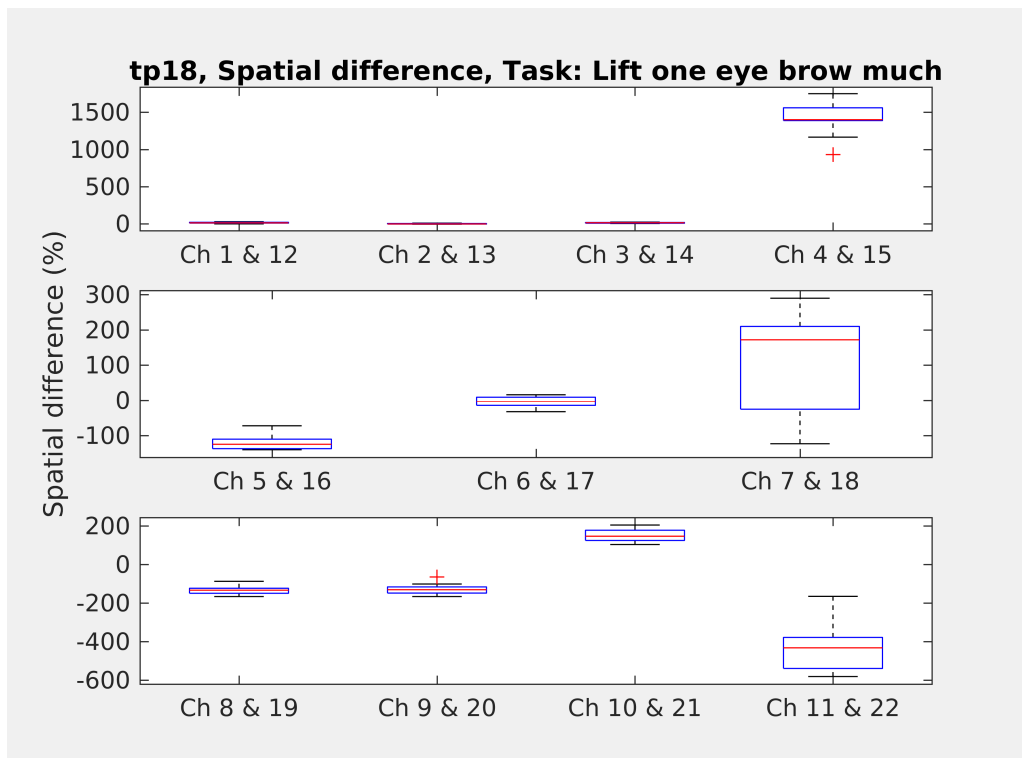 tp18, Spatial difference, Task: Lift one eye brow much
Spatial difference (%)
1500
1000
500
0
Ch 1 & 12 Ch 2 & 13 Ch 3 & 14 Ch 4 & 15
300
200
100
0
-100
Ch 5 & 16 Ch 6 & 17 Ch 7 & 18
200
0
-200
-400
-600
Ch 8 & 19 Ch 9 & 20 Ch 10 & 21 Ch 11 & 22